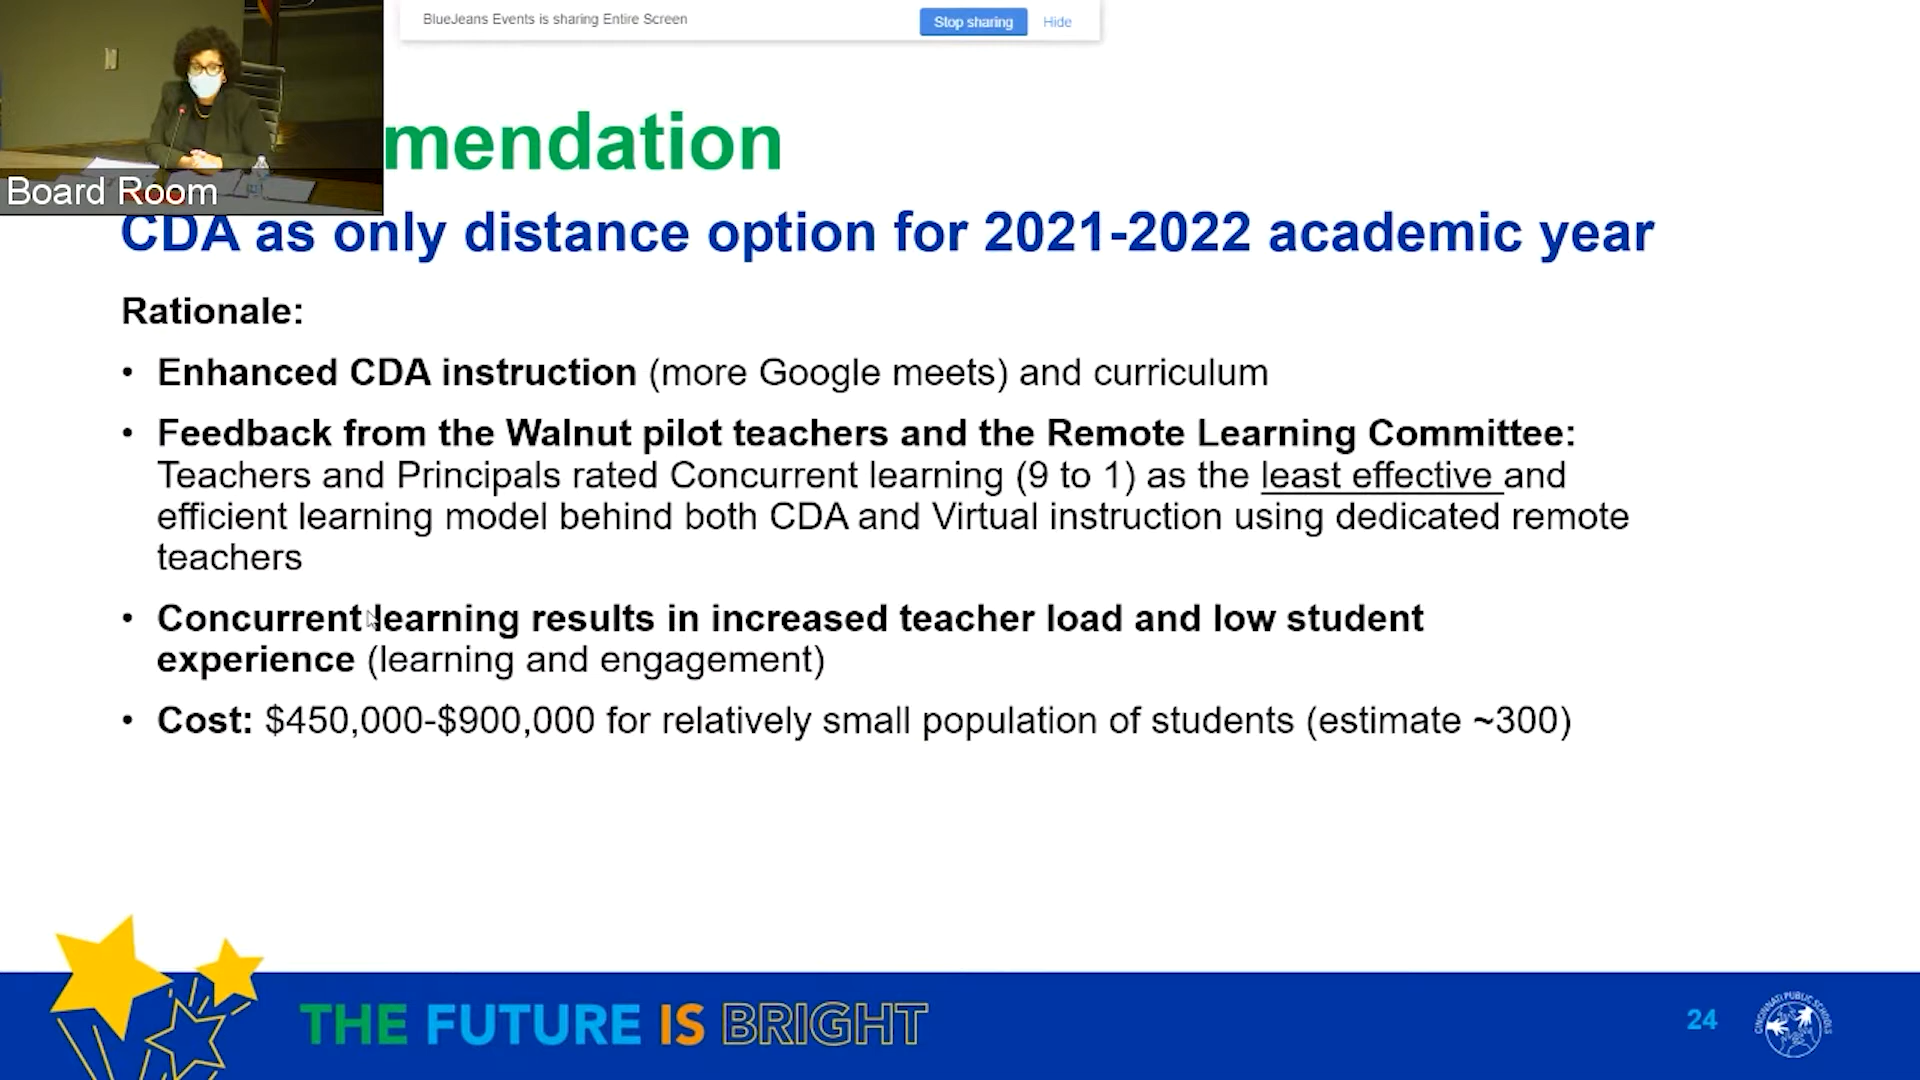 BlueJeans Events is sharing Entire Screen
Stop sharing
Hide
Board Room
mendation
CDA as only distance option for 2021-2022 academic year
Rationale:
• Enhanced CDA instruction (more Google meets) and curriculum
• Feedback from the Walnut pilot teachers and the Remote Learning Committee:
Teachers and Principals rated Concurrent learning (9 to 1) as the least effective and
efficient learning model behind both CDA and Virtual instruction using dedicated remote
teachers
• Concurrent learning results in increased teacher load and low student
experience (learning and engagement)
• Cost: $450,000-$900,000 for relatively small population of students (estimate ~300)
THE FUTURE IS BRIGHT
24
CINCINNATI PUBLIC SCHOOLS